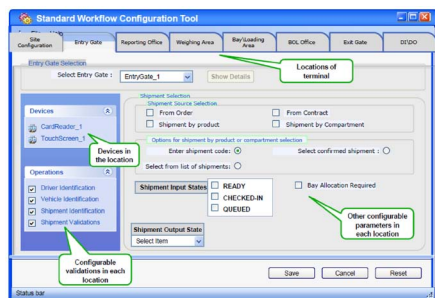 Standard Workflow Configuration Tool
Site Configuration
Entry Gate
Reporting Office
Weighing Area
Bay\Loading Area
BOL Office
Exit Gate
DI\DO
Locations of terminal
Entry Gate Selection
Select Entry Gate :
EntryGate_1
Show Details
Devices
CardReader_1
TouchScreen_1
Devices in the location
Operations
Driver Identification
Vehicle Identification
Shipment Identification
Shipment Validations
Configurable validations in each location
Shipment Selection
Shipment Source Selection
From Order
From Contract
Shipment by product
Shipment by Compartment
Options for shipment by product or compartment selection
Enter shipment code:
Select confirmed shipment :
Select from list of shipments:
Shipment Input States
READY
CHECKED-IN
QUEUED
Bay Allocation Required
Shipment Output State
Select Item
Other configurable parameters in each location
Save
Cancel
Reset
Status bar